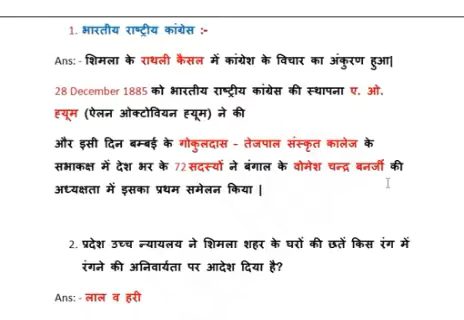 1. भारतीय राष्ट्रीय कांग्रेस :-
Ans: - शिमला के राथली कैसल में कांग्रेश के विचार का अंकुरण हुआ|
28 December 1885 को भारतीय राष्ट्रीय कांग्रेस की स्थापना ए. ओ.
हयूम (ऐलन ओक्टोवियन हयूम) ने की
और इसी दिन बम्बई के गोकुलदास - तेजपाल संस्कृत कालेज के
सभाकक्ष में देश भर के 72 सदस्यों ने बंगाल के वोमेश चन्द्र बनर्जी की
अध्यक्षता में इसका प्रथम समेलन किया |
2. प्रदेश उच्च न्यायलय ने शिमला शहर के घरों की छतें किस रंग में
रंगने की अनिवार्यता पर आदेश दिया है?
Ans: - लाल व हरी